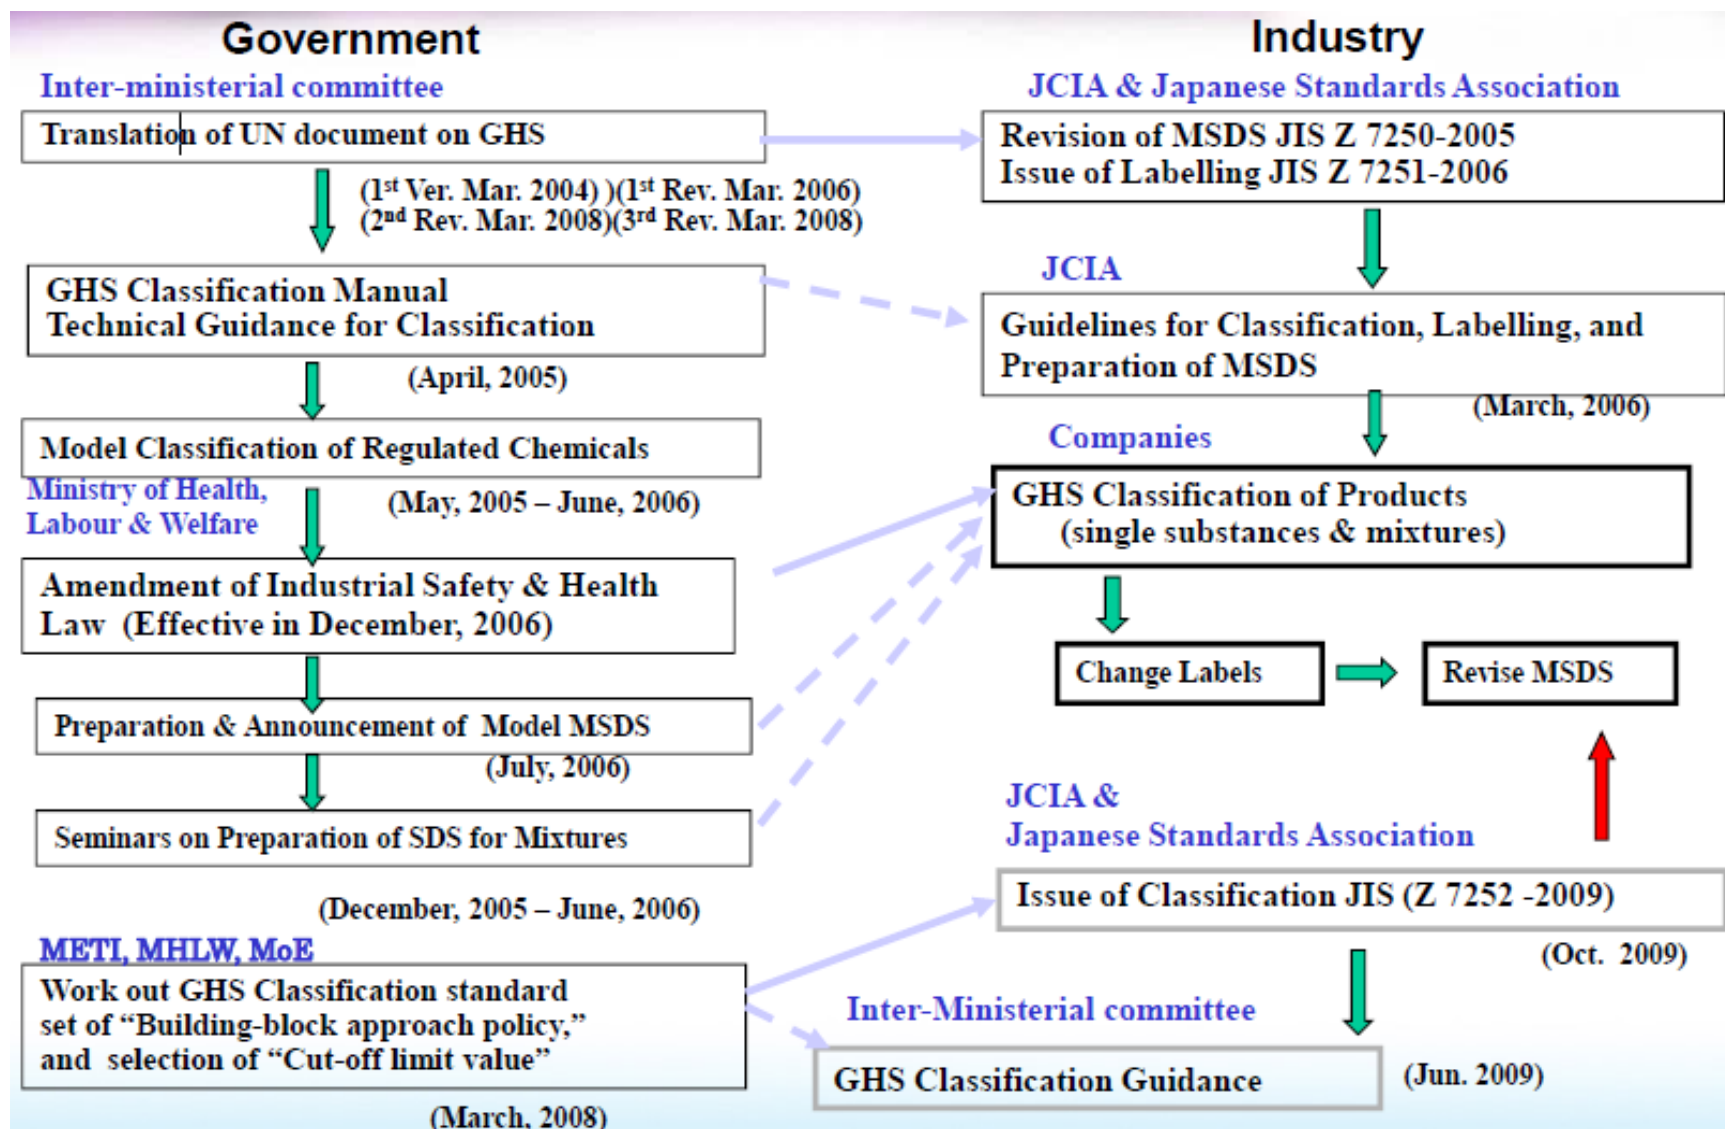 Government
Inter-ministerial committee
Translation of UN document on GHS
(1st Ver. Mar. 2004) )(1st Rev. Mar. 2006)
(2nd Rev. Mar. 2008)(3rd Rev. Mar. 2008)
GHS Classification Manual
Technical Guidance for Classification
(April, 2005)
Model Classification of Regulated Chemicals
Ministry of Health,
Labour & Welfare
(May, 2005 – June, 2006)
Amendment of Industrial Safety & Health
Law (Effective in December, 2006)
Preparation & Announcement of Model MSDS
(July, 2006)
Seminars on Preparation of SDS for Mixtures
(December, 2005 – June, 2006)
METI, MHLW, MoE
Work out GHS Classification standard
set of “Building-block approach policy,”
and selection of “Cut-off limit value”
(March, 2008)
Industry
JCIA & Japanese Standards Association
Revision of MSDS JIS Z 7250-2005
Issue of Labelling JIS Z 7251-2006
JCIA
Guidelines for Classification, Labelling, and
Preparation of MSDS
(March, 2006)
Companies
GHS Classification of Products
(single substances & mixtures)
Change Labels
Revise MSDS
JCIA &
Japanese Standards Association
Issue of Classification JIS (Z 7252 -2009)
(Oct. 2009)
Inter-Ministerial committee
GHS Classification Guidance
(Jun. 2009)